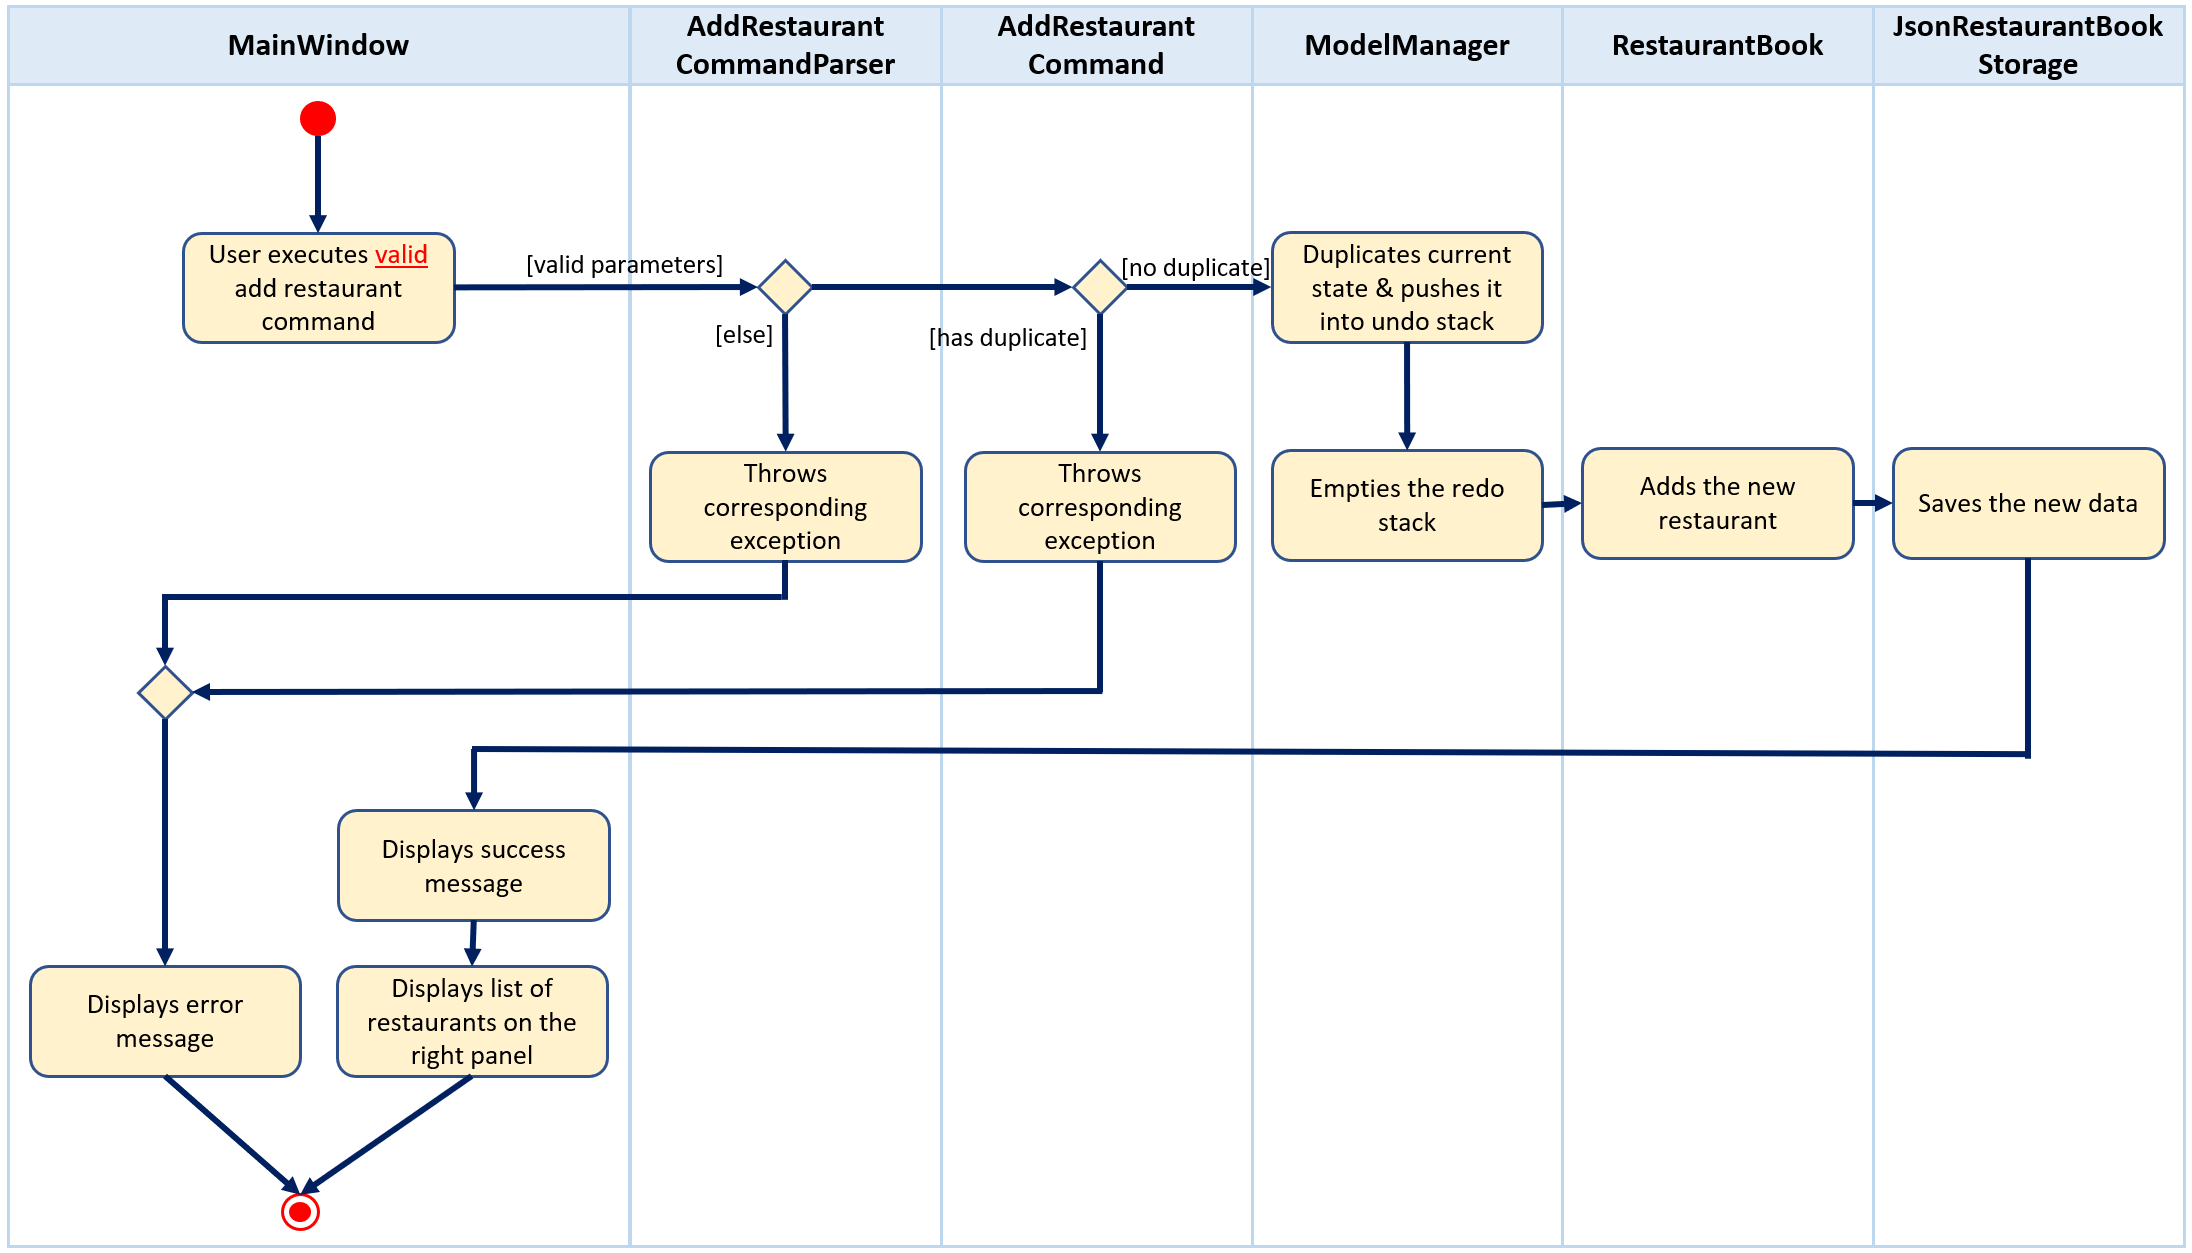 MainWindow
AddRestaurant
CommandParser
AddRestaurant
Command
ModelManager
RestaurantBook
JsonRestaurantBook
Storage
User executes valid
add restaurant
command
[valid parameters]
[else]
[has duplicate]
[no duplicate]
Duplicates current
state & pushes it
into undo stack
Throws
corresponding
exception
Throws
corresponding
exception
Empties the redo
stack
Adds the new
restaurant
Saves the new data
Displays success
message
Displays error
message
Displays list of
restaurants on the
right panel